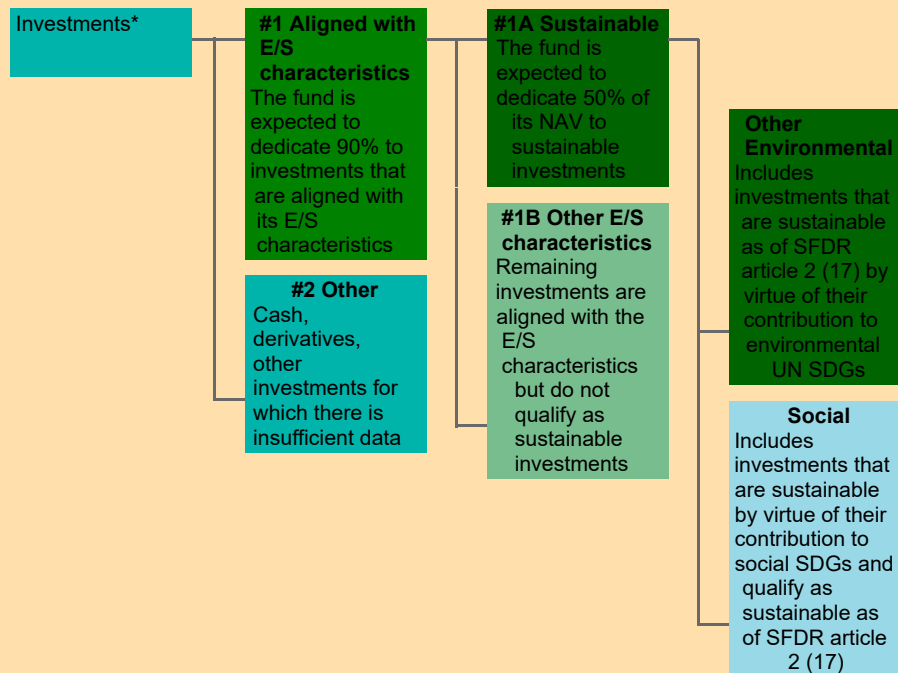 Investments*
#1 Aligned with
E/S
characteristics
The fund is
expected to
dedicate 90% to
investments that
are aligned with
its E/S
characteristics
#2 Other
Cash,
derivatives,
other
investments for
which there is
insufficient data
#1A Sustainable
The fund is
expected to
dedicate 50% of
its NAV to
sustainable
investments
#1B Other E/S
characteristics
Remaining
investments are
aligned with the
E/S
characteristics
but do not
qualify as
sustainable
investments
Other
Environmental
Includes
investments that
are sustainable
as of SFDR
article 2 (17) by
virtue of their
contribution to
environmental
UN SDGs
Social
Includes
investments that
are sustainable
by virtue of their
contribution to
social SDGs and
qualify as
sustainable as
of SFDR article
2 (17)